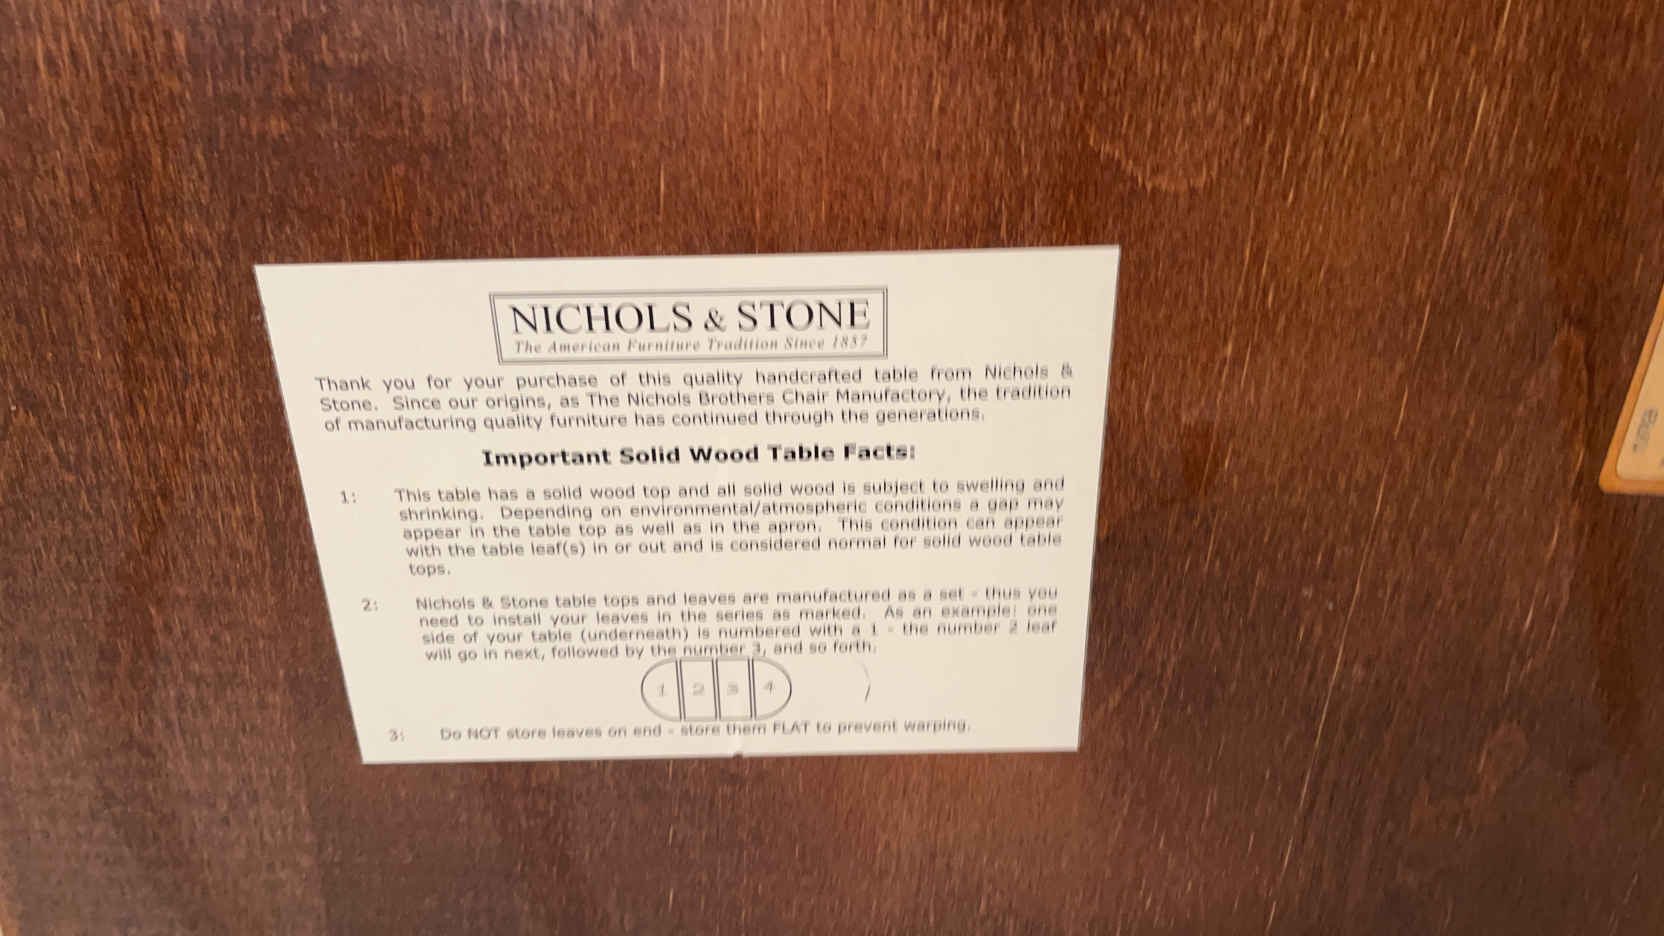 NICHOLS & STONE
The American Furniture Tradition Since 1857
Thank you for your purchase of this quality handcrafted table from Nichols &
Stone. Since our origins, as The Nichols Brothers Chair Manufactory, the tradition
of manufacturing quality furniture has continued through the generations.
Important Solid Wood Table Facts:
1: This table has a solid wood top and all solid wood is subject to swelling and
shrinking. Depending on environmental/atmospheric conditions a gap may
appear in the table top as well as in the apron. This condition can appear
with the table leaf(s) in or out and is considered normal for solid wood table
tops.
2: Nichols & Stone table tops and leaves are manufactured as a set - thus you
need to install your leaves in the series as marked. As an example: one
side of your table (underneath) is numbered with a 1 - the number 2 leaf
will go in next, followed by the number 3, and so forth.
1 2 3 4
3: Do NOT store leaves on end - store them FLAT to prevent warping.